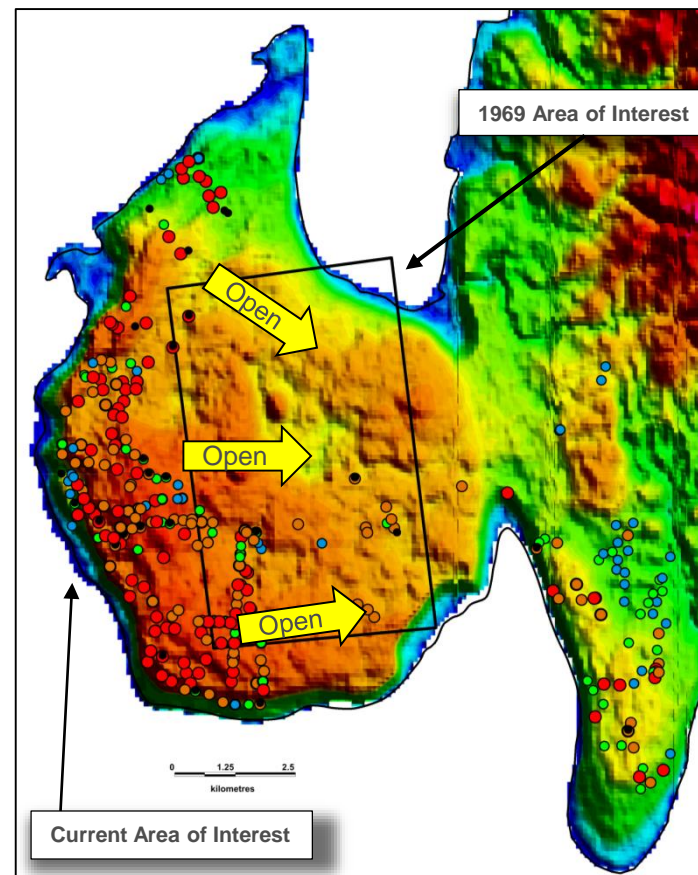 1969 Area of Interest
Open
Open
Open
0 1.25 2.5
kilometres
Current Area of Interest